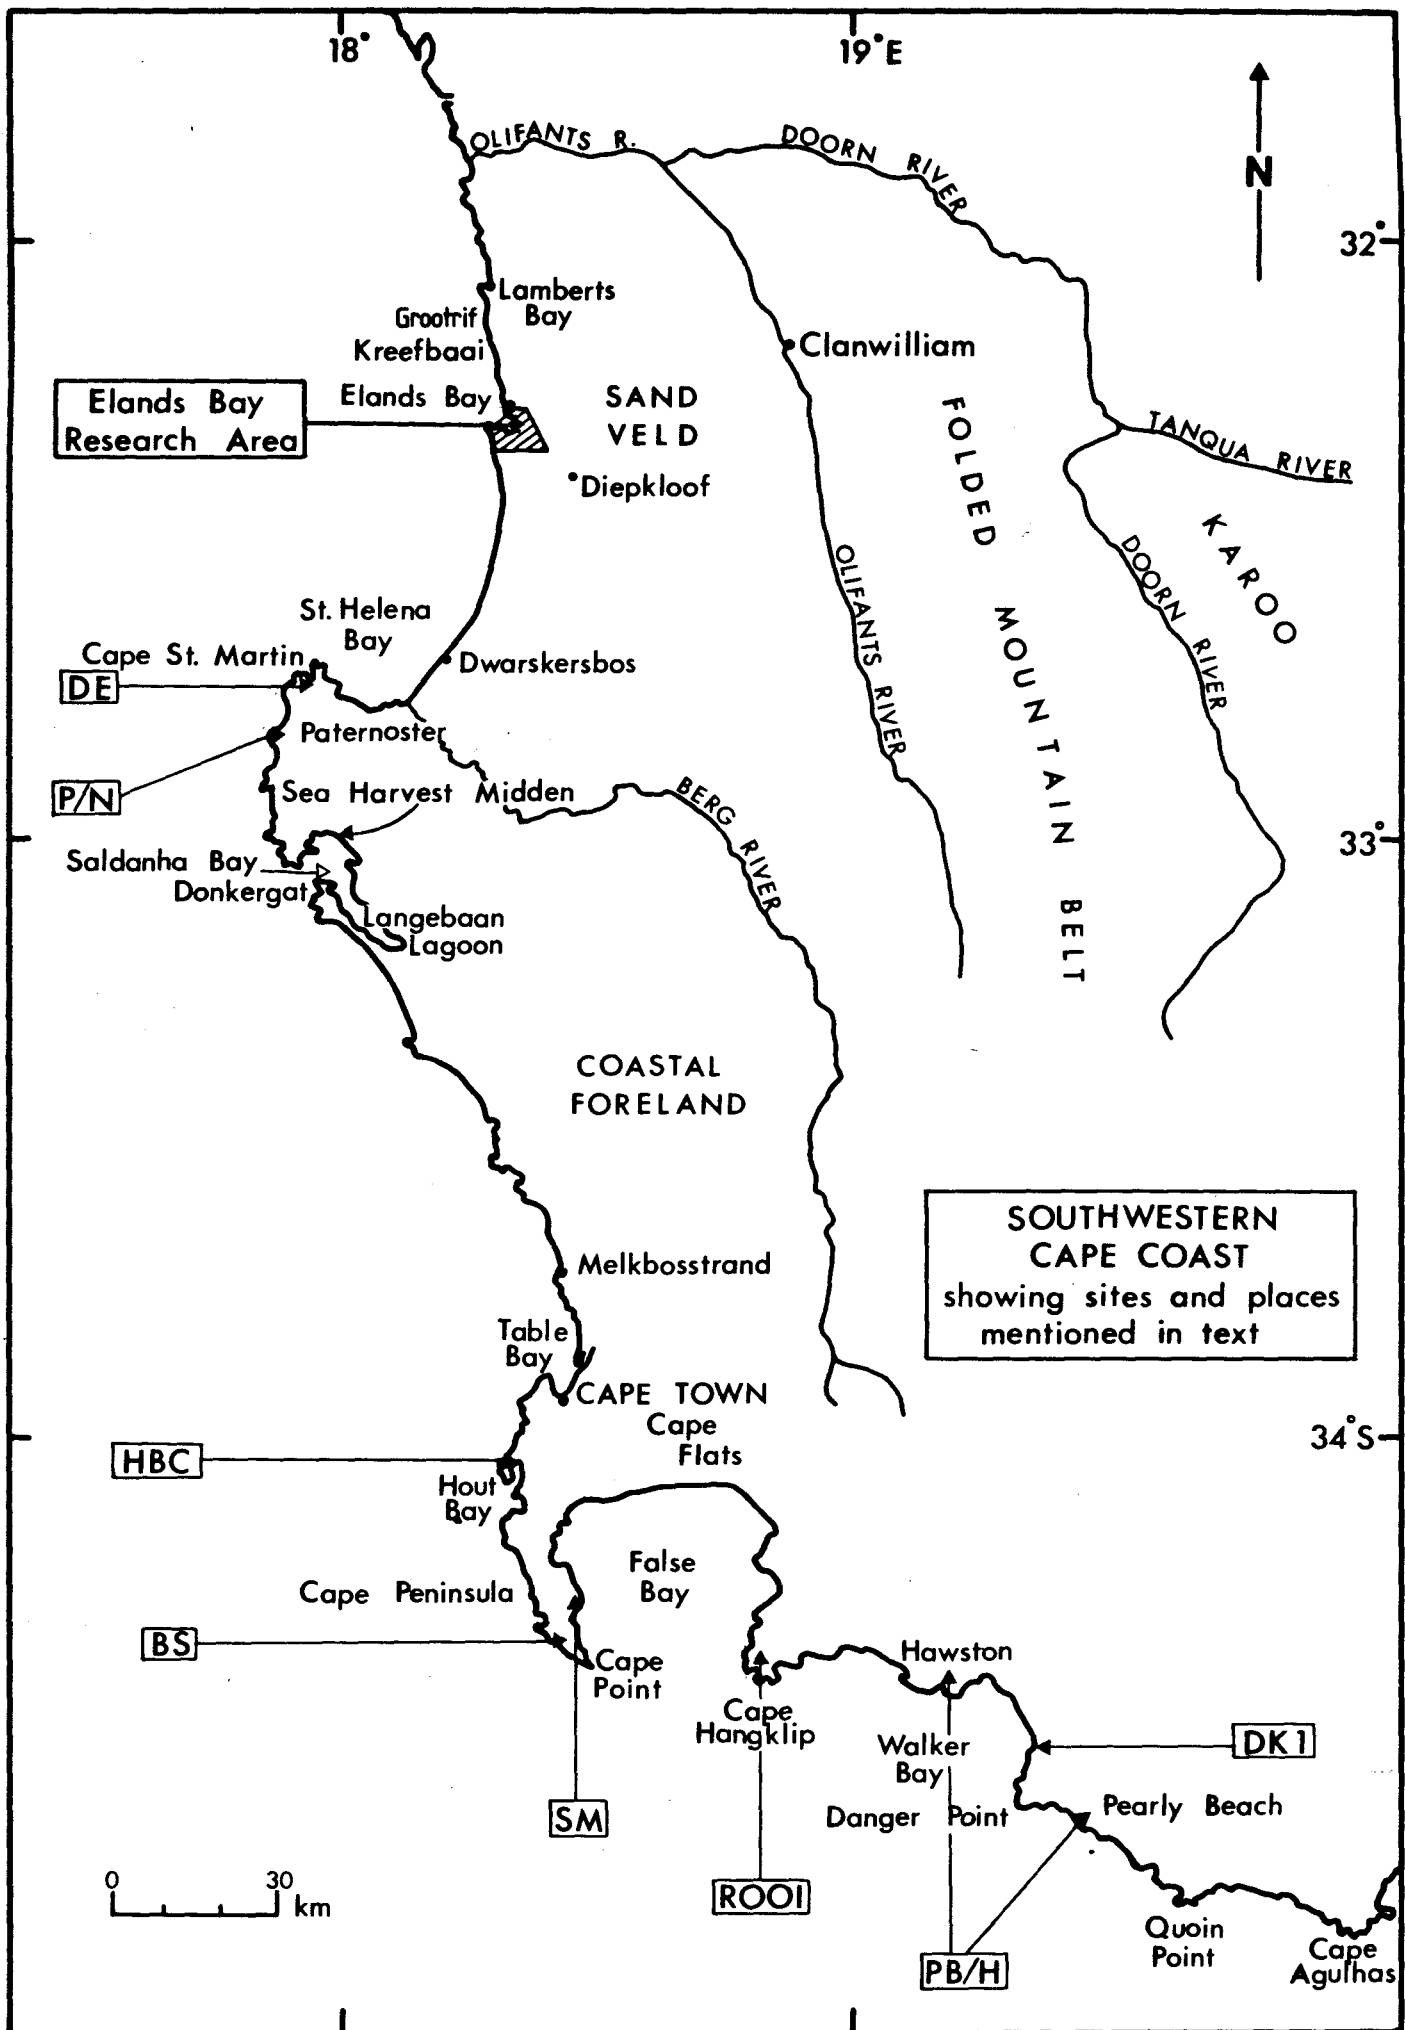 18°
19°E
OLIFANTS R.
DOORN RIVER
N
32°
Lamberts
Bay
Grootrif
Kreefbaai
Clanwilliam
Elands Bay
Research Area
Elands Bay
SAND
VELD
FOLDED MOUNTAIN BELT
TANQUA RIVER
Diepkloof
KAROO
OLIFANTS RIVER
DOORN RIVER
St. Helena
Bay
Cape St. Martin
DE
Dwarskersbos
Paternoster
P/N
Sea Harvest Midden
BERG RIVER
33°
Saldanha Bay
Donkergat
Langebaan
Lagoon
COASTAL
FORELAND
SOUTHWESTERN
CAPE COAST
showing sites and places
mentioned in text
Melkbosstrand
Table
Bay
CAPE TOWN
Cape
Flats
34°S
HBC
Hout
Bay
False
Bay
Cape Peninsula
BS
Cape
Point
Hawston
Cape
Hangklip
Walker
Bay
DK1
SM
Danger Point
Pearly Beach
0 30
km
ROOI
Quoin
Point
Cape
Agulhas
PB/H